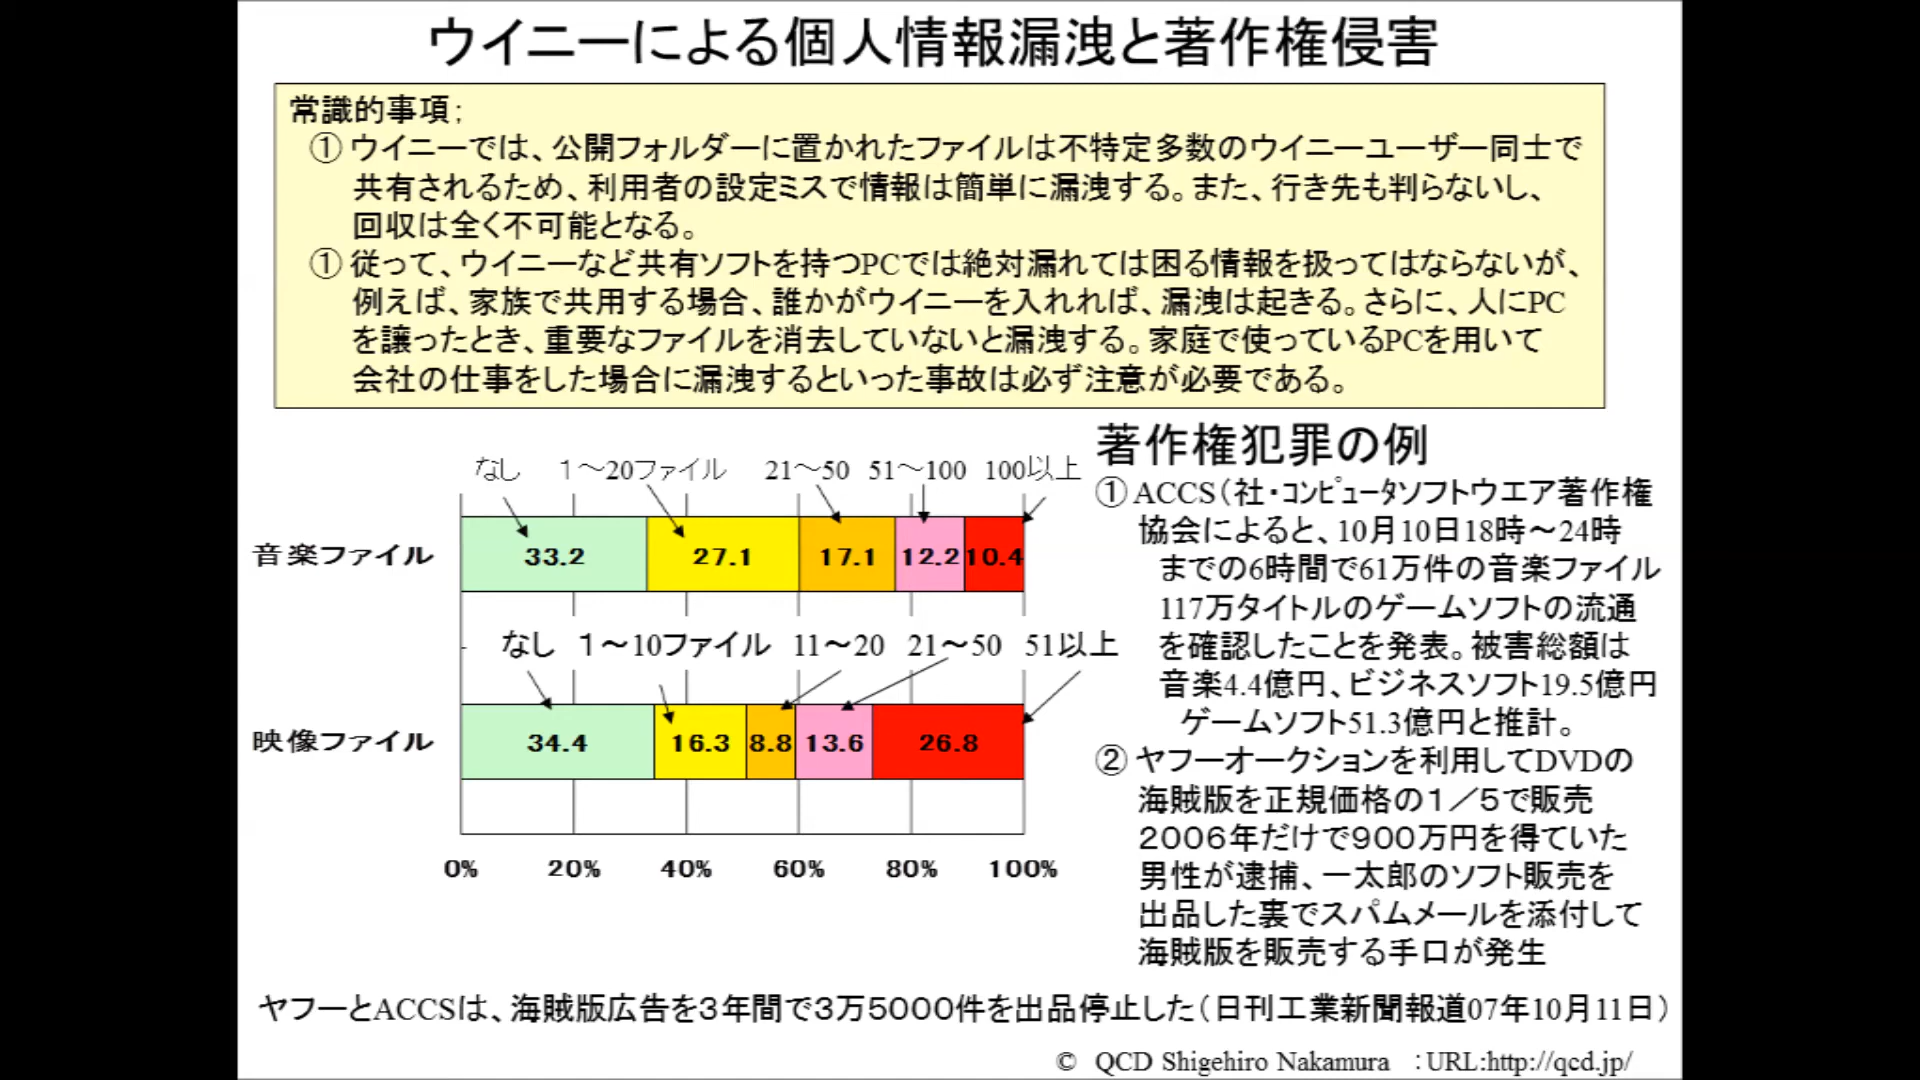 ウイニーによる個人情報漏洩と著作権侵害
常識的事項；
① ウイニーでは、公開フォルダーに置かれたファイルは不特定多数のウイニーユーザー同士で
共有されるため、利用者の設定ミスで情報は簡単に漏洩する。また、行き先も判らないし、
回収は全く不可能となる。
① 従って、ウイニーなど共有ソフトを持つPCでは絶対漏れては困る情報を扱ってはならないが、
例えば、家族で共用する場合、誰かがウイニーを入れれば、漏洩は起きる。さらに、人にPC
を譲ったとき、重要なファイルを消去していないと漏洩する。家庭で使っているPCを用いて
会社の仕事をした場合に漏洩するといった事故は必ず注意が必要である。
なし 1～20ファイル 21～50 51～100 100以上
音楽ファイル 33.2 27.1 17.1 12.2 10.4
なし 1～10ファイル 11～20 21～50 51以上
映像ファイル 34.4 16.3 8.8 13.6 26.8
0% 20% 40% 60% 80% 100%
著作権犯罪の例
① ACCS（社・ｺﾝﾋﾟｭｰﾀソフトウエア著作権
協会によると、10月10日18時～24時
までの6時間で61万件の音楽ファイル
117万タイトルのゲームソフトの流通
を確認したことを発表。被害総額は
音楽4.4億円、ビジネスソフト19.5億円
ゲームソフト51.3億円と推計。
② ヤフーオークションを利用してDVDの
海賊版を正規価格の１／５で販売
２００６年だけで９００万円を得ていた
男性が逮捕、一太郎のソフト販売を
出品した裏でスパムメールを添付して
海賊版を販売する手口が発生
ヤフーとACCSは、海賊版広告を３年間で３万５０００件を出品停止した（日刊工業新聞報道07年10月11日）
© QCD Shigehiro Nakamura ：URL:http://qcd.jp/